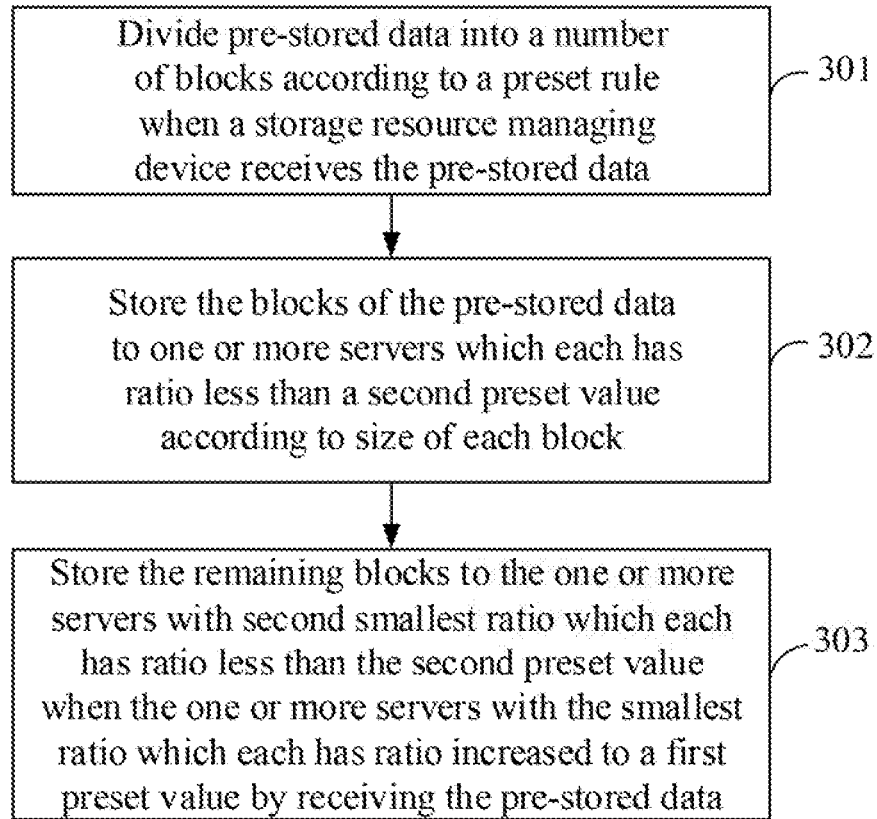 Divide pre-stored data into a number
of blocks according to a preset rule
when a storage resource managing
device receives the pre-stored data
301
Store the blocks of the pre-stored data
to one or more servers which each has
ratio less than a second preset value
according to size of each block
302
Store the remaining blocks to the one or more
servers with second smallest ratio which each
has ratio less than the second preset value
when the one or more servers with the smallest
ratio which each has ratio increased to a first
preset value by receiving the pre-stored data
303